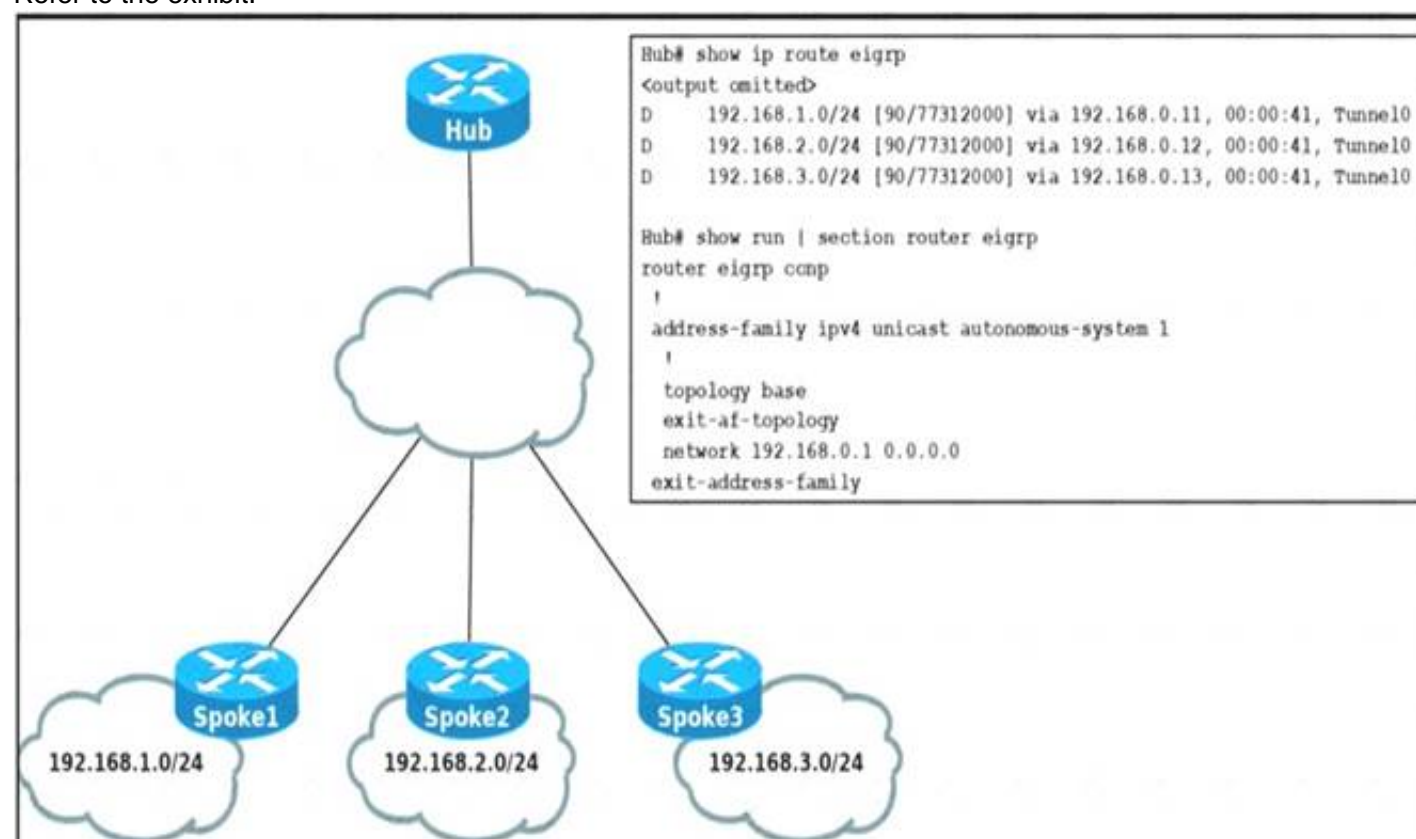 Refer to the exhibit.
Hub# show ip route eigrp
<output omitted>
D 192.168.1.0/24 [90/77312000] via 192.168.0.11, 00:00:41, Tunnel0
D 192.168.2.0/24 [90/77312000] via 192.168.0.12, 00:00:41, Tunnel0
D 192.168.3.0/24 [90/77312000] via 192.168.0.13, 00:00:41, Tunnel0
Hub# show run | section router eigrp
router eigrp ccnp
!
address-family ipv4 unicast autonomous-system 1
!
topology base
exit-af-topology
network 192.168.0.1 0.0.0.0
exit-address-family
Hub
Spoke1
Spoke2
Spoke3
192.168.1.0/24
192.168.2.0/24
192.168.3.0/24